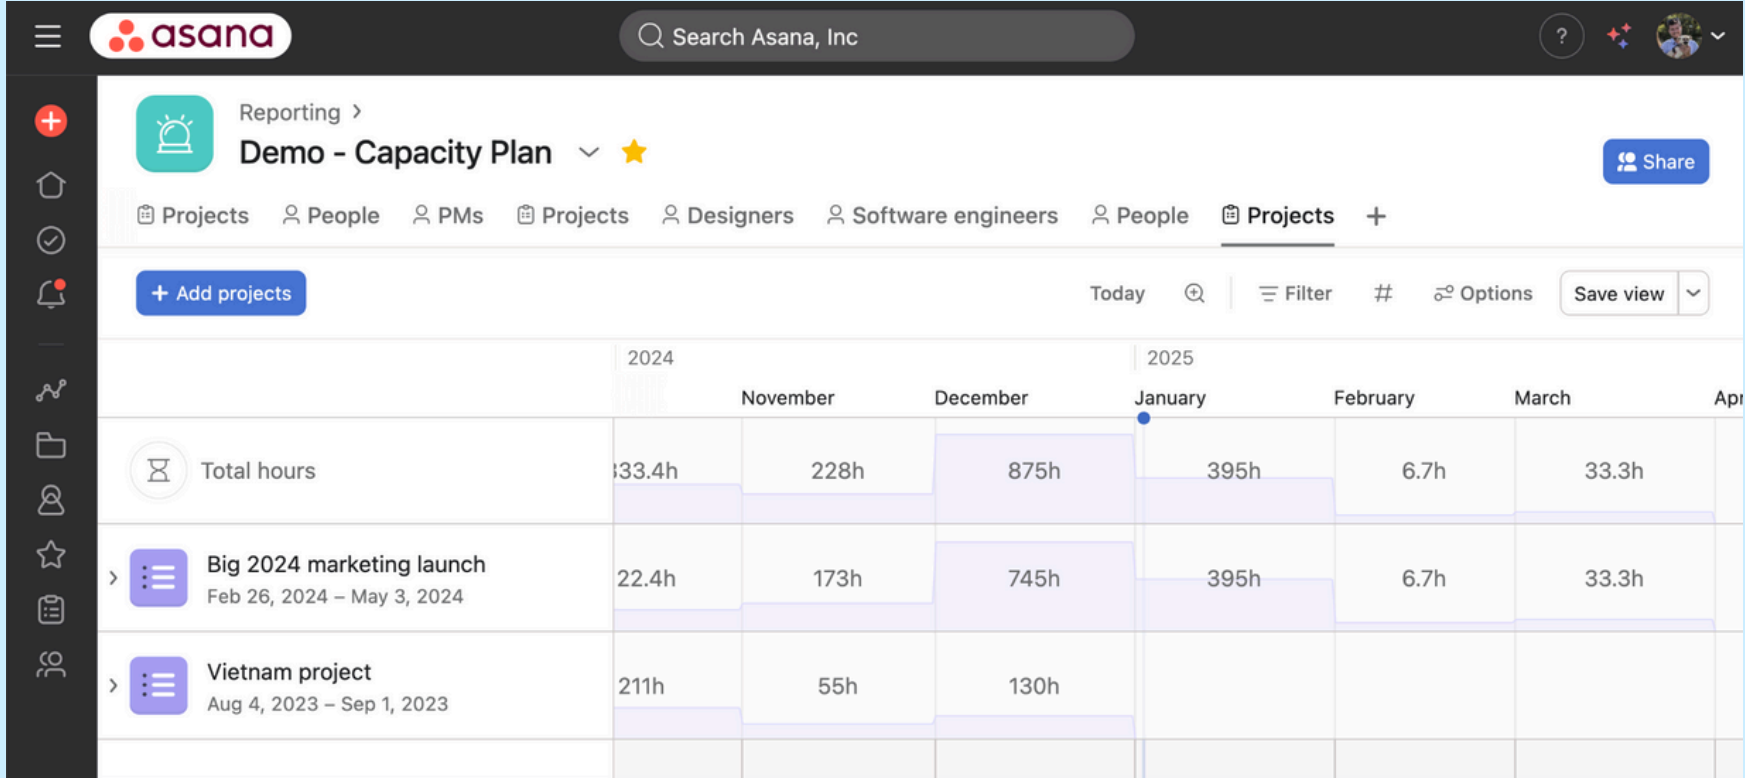 asana
Search Asana, Inc
?
Reporting >
Demo - Capacity Plan
Share
Projects People PMs Projects Designers Software engineers People Projects +
+ Add projects
Today Filter # Options Save view
2024 2025
November December January February March
Total hours 333.4h 228h 875h 395h 6.7h 33.3h
Big 2024 marketing launch
22.4h 173h 745h 395h 6.7h 33.3h
Feb 26, 2024 – May 3, 2024
Vietnam project
211h 55h 130h
Aug 4, 2023 – Sep 1, 2023